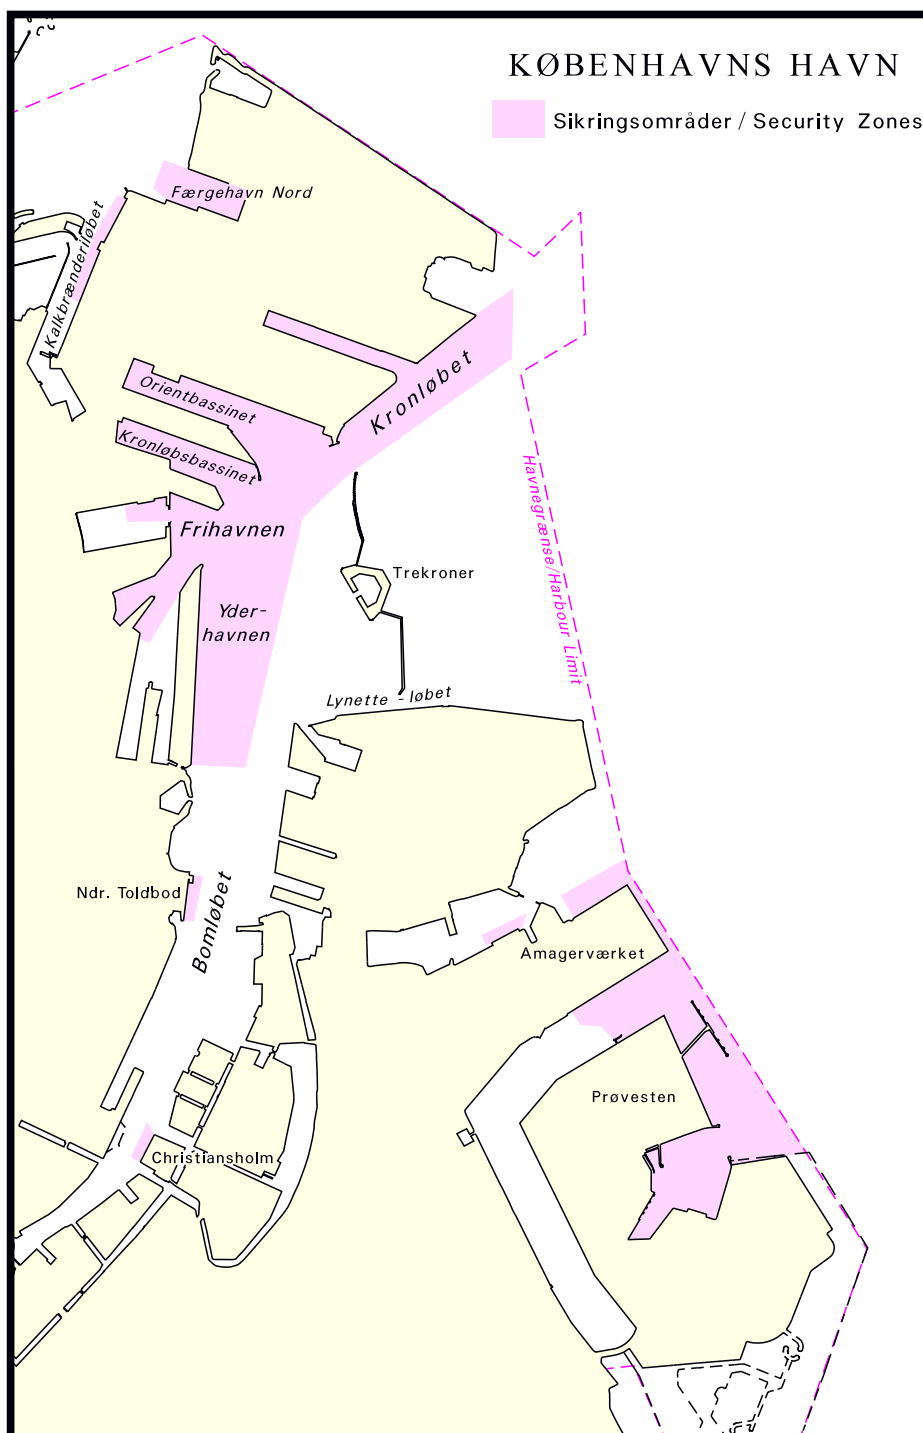 KØBENHAVNS HAVN
Sikringsområder / Security Zones
Færgehavn Nord
Kalkbrænderiløbet
Kronløbet
Orientbassinet
Kronløbsbassinet
Frihavnen
Havnegrænse/Harbour Limit
Trekroner
Yder-
havnen
Lynette - løbet
Ndr. Toldbod
Bomløbet
Amagerværket
Prøvesten
Christiansholm